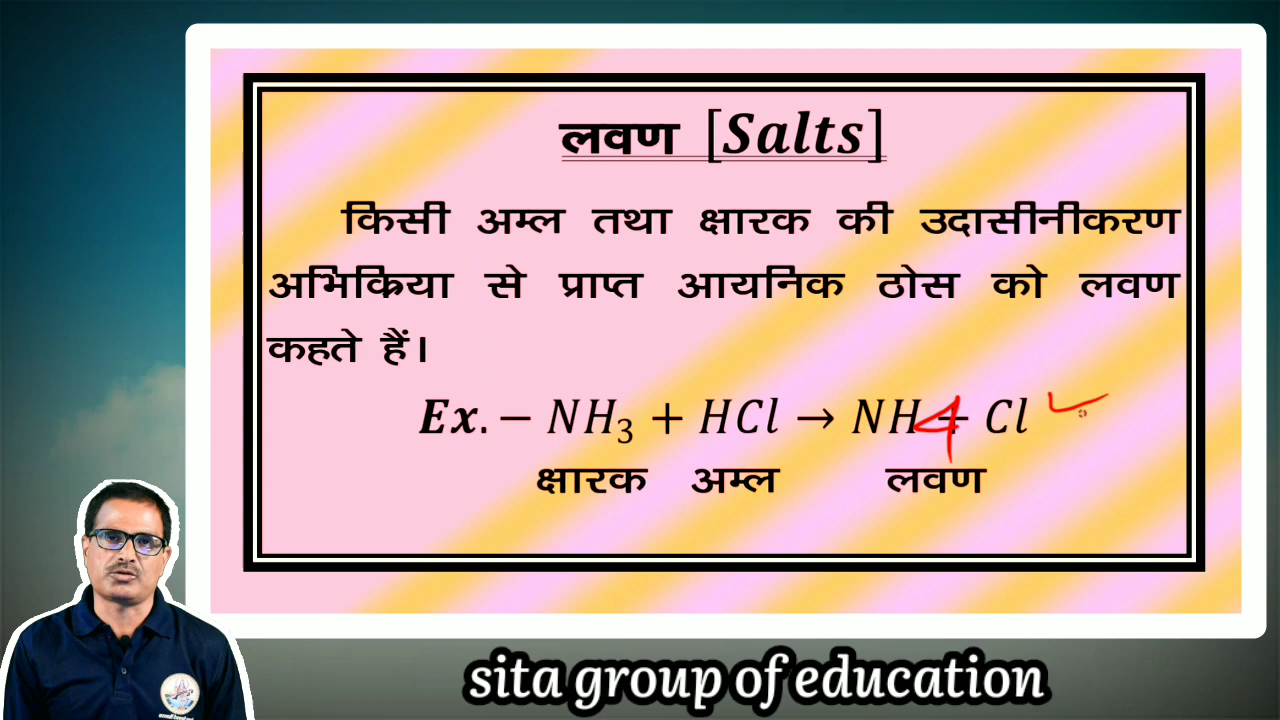 लवण [Salts]
किसी अम्ल तथा क्षारक की उदासीनीकरण
अभिकिया से प्राप्त आयनिक ठोस को लवण
कहते हैं।
Ex. − NH₃ + HCl → NH4 Cl
क्षारक अम्ल लवण
sita group of education